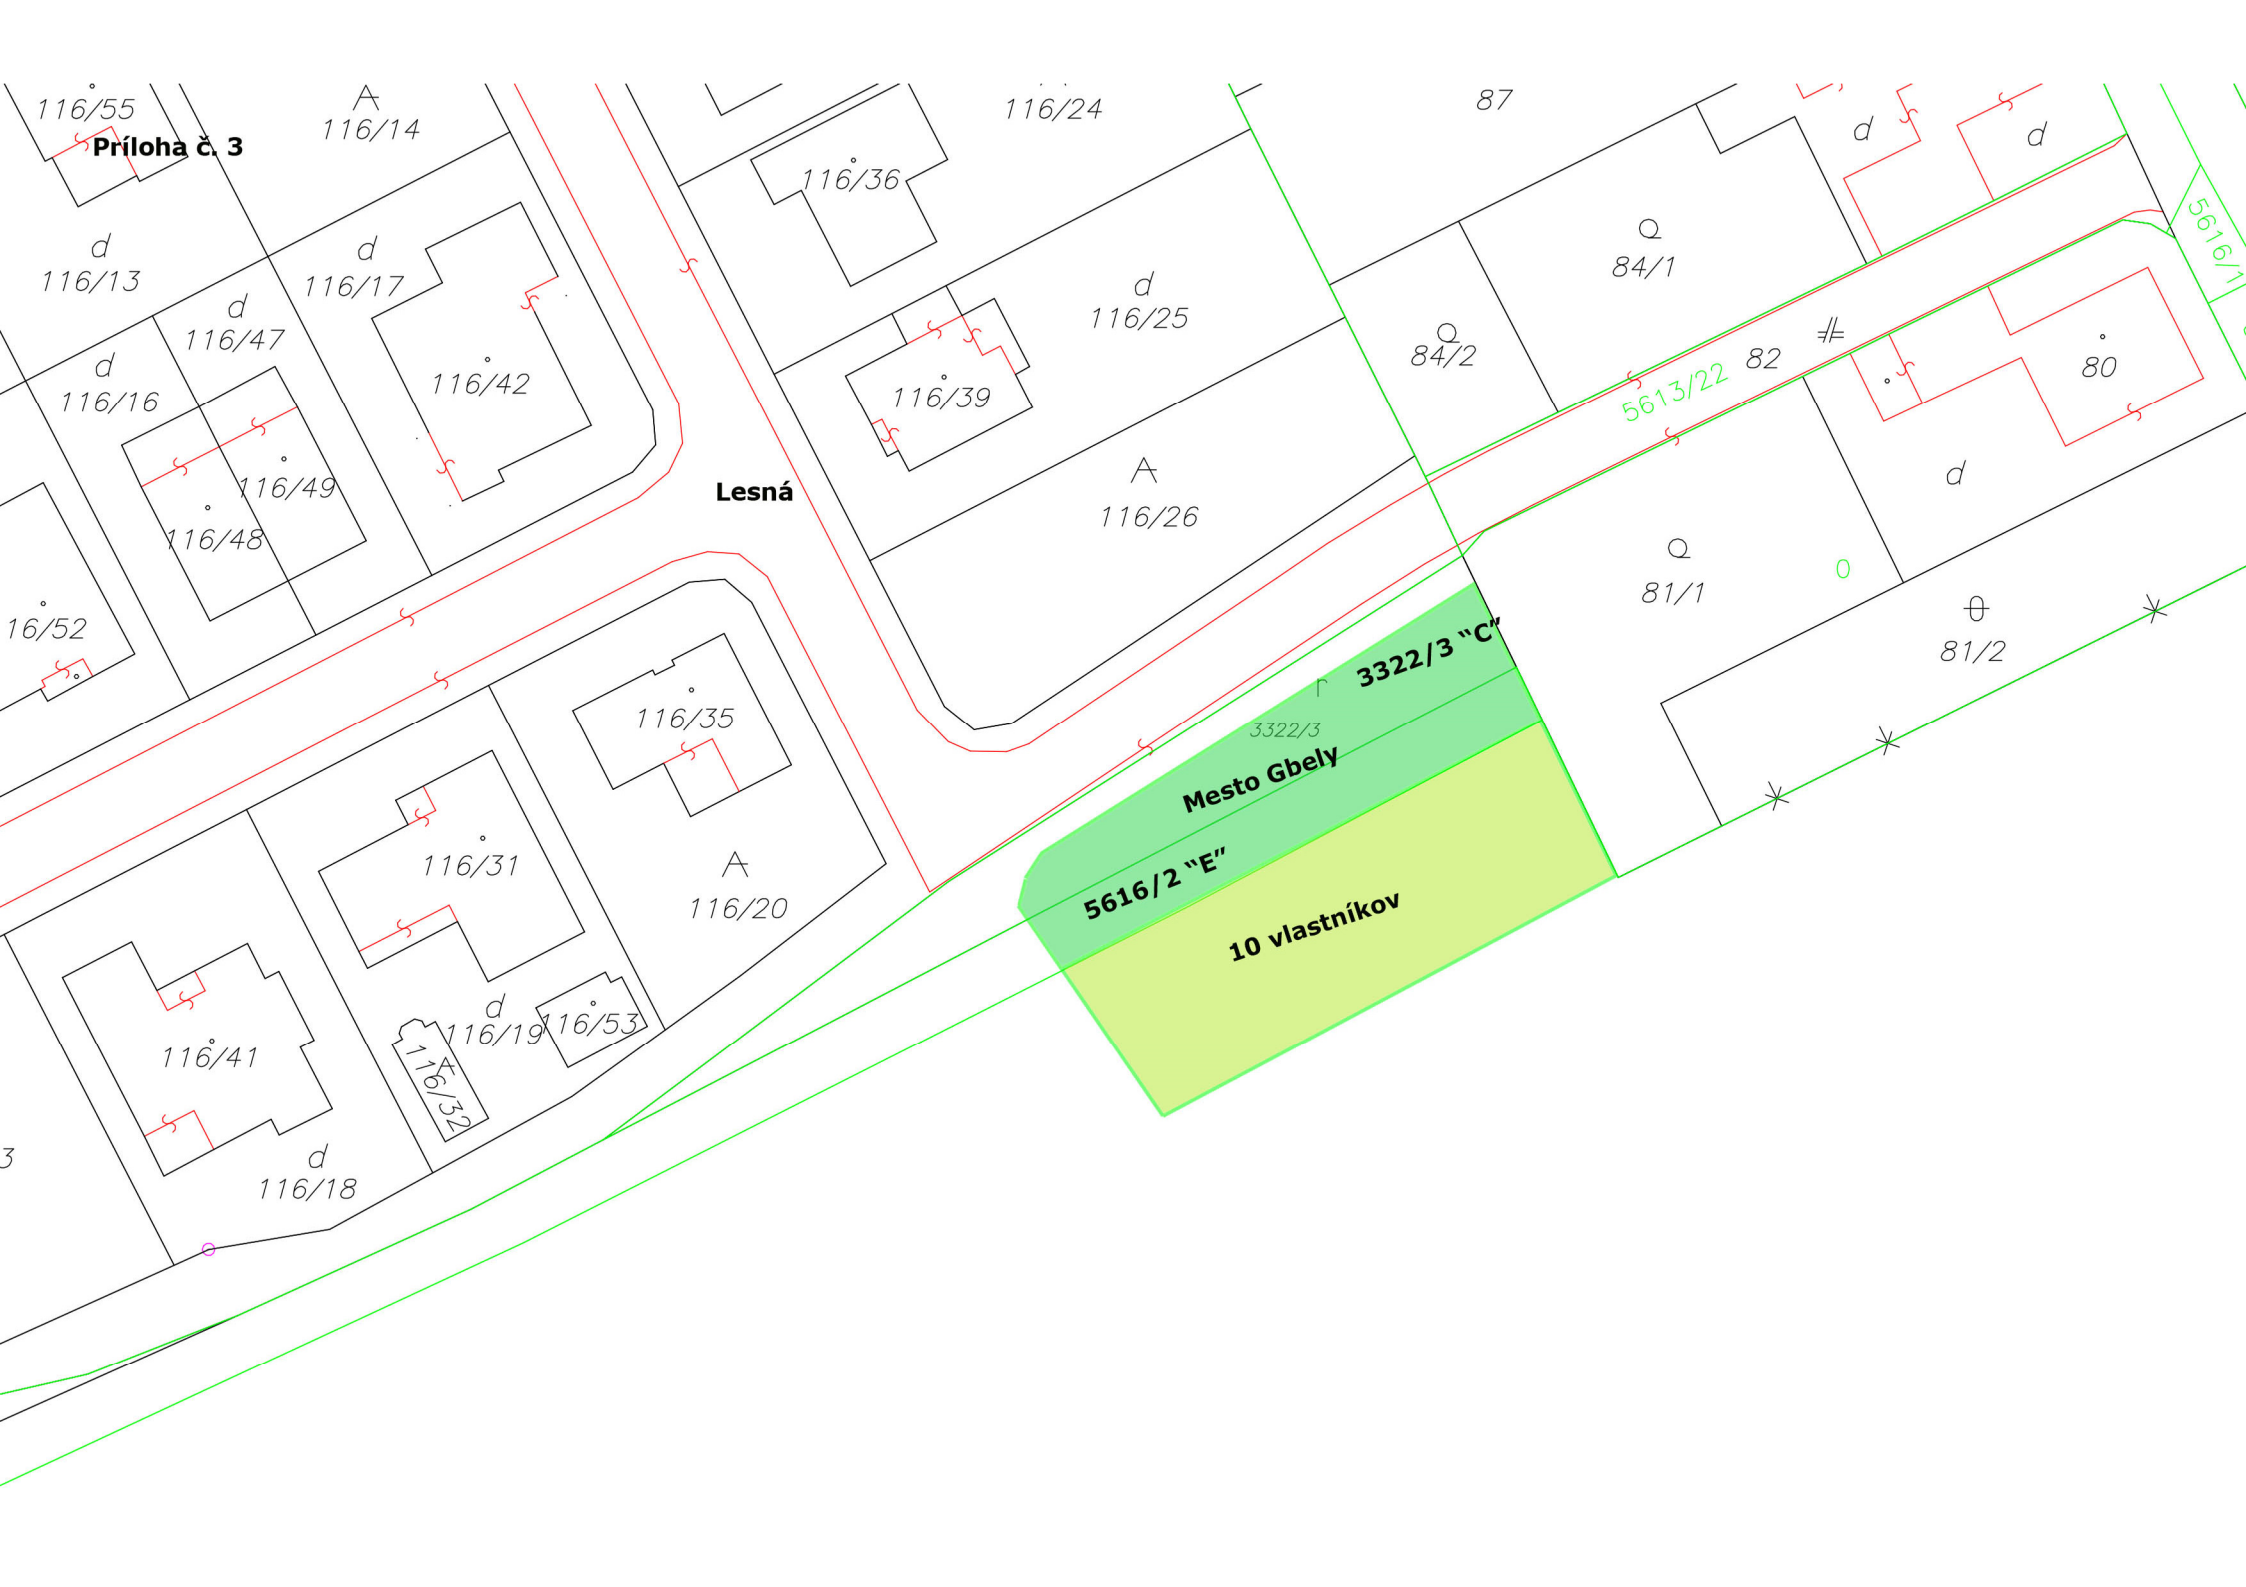 116/55
Príloha č. 3
116/14
116/24
87
d
d
116/36
d
116/13
d
116/17
d
116/47
d
116/16
116/42
116/49
116/48
16/52
d
116/25
116/39
Lesná
A
116/26
84/1
84/2
5613/22
82
5616/1
80
d
81/1
0
81/2
116/35
A
116/20
116/31
d
116/19
116/53
116/32
116/41
d
116/18
3
r
3322/3 “C”
3322/3
Mesto Gbely
5616/2 “E”
10 vlastníkov